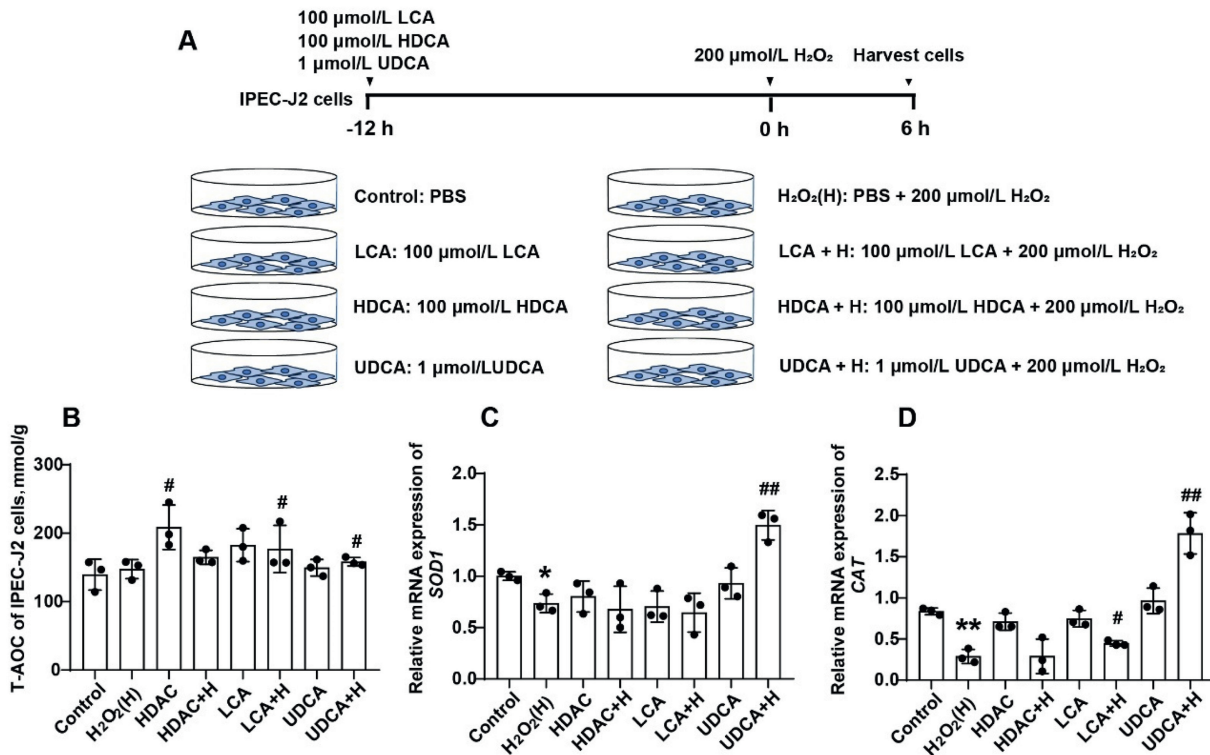 A
100 μmol/L LCA
100 μmol/L HDCA
1 μmol/L UDCA
200 μmol/L H₂O₂
Harvest cells
IPEC-J2 cells
-12 h
0 h
6 h
Control: PBS
H₂O₂(H): PBS + 200 μmol/L H₂O₂
LCA: 100 μmol/L LCA
LCA + H: 100 μmol/L LCA + 200 μmol/L H₂O₂
HDCA: 100 μmol/L HDCA
HDCA + H: 100 μmol/L HDCA + 200 μmol/L H₂O₂
UDCA: 1 μmol/LUDCA
UDCA + H: 1 μmol/L UDCA + 200 μmol/L H₂O₂
B
T-AOC of IPEC-J2 cells,mmol/g
300
200
100
0
#
#
#
Control
H₂O₂(H)
HDAC
HDAC+H
LCA
LCA+H
UDCA
UDCA+H
C
Relative mRNA expression of
SOD1
2.0
1.5
1.0
0.5
0.0
*
##
Control
H₂O₂(H)
HDAC
HDAC+H
LCA
LCA+H
UDCA
UDCA+H
D
Relative mRNA expression of
CAT
2.5
2.0
1.5
1.0
0.5
0.0
**
#
##
Control
H₂O₂(H)
HDAC
HDAC+H
LCA
LCA+H
UDCA
UDCA+H